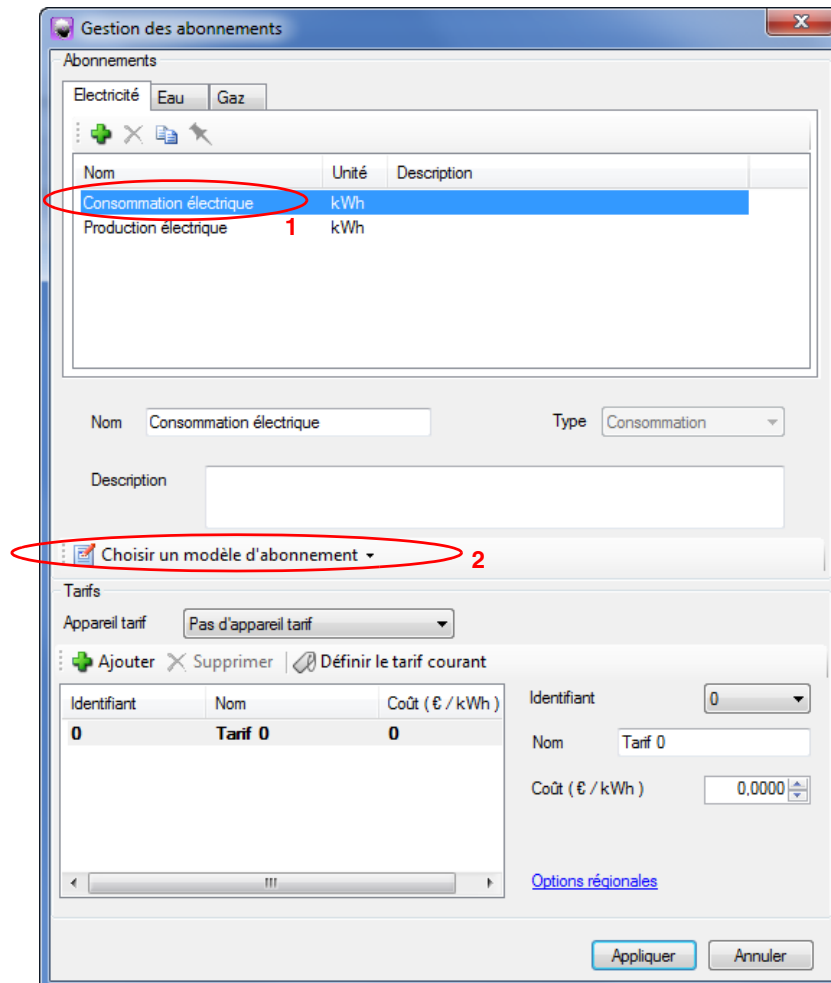 Gestion des abonnements
Abonnements
Electricité Eau Gaz
Nom Unité Description
Consommation électrique kWh
Production électrique 1 kWh
Nom Consommation électrique Type Consommation
Description
Choisir un modèle d'abonnement 2
Tarifs
Appareil tarif Pas d'appareil tarif
Ajouter Supprimer Définir le tarif courant
Identifiant Nom Coût ( € / kWh )
0 Tarif 0 0
Identifiant 0
Nom Tarif 0
Coût ( € / kWh ) 0,0000
Options régionales
Appliquer Annuler